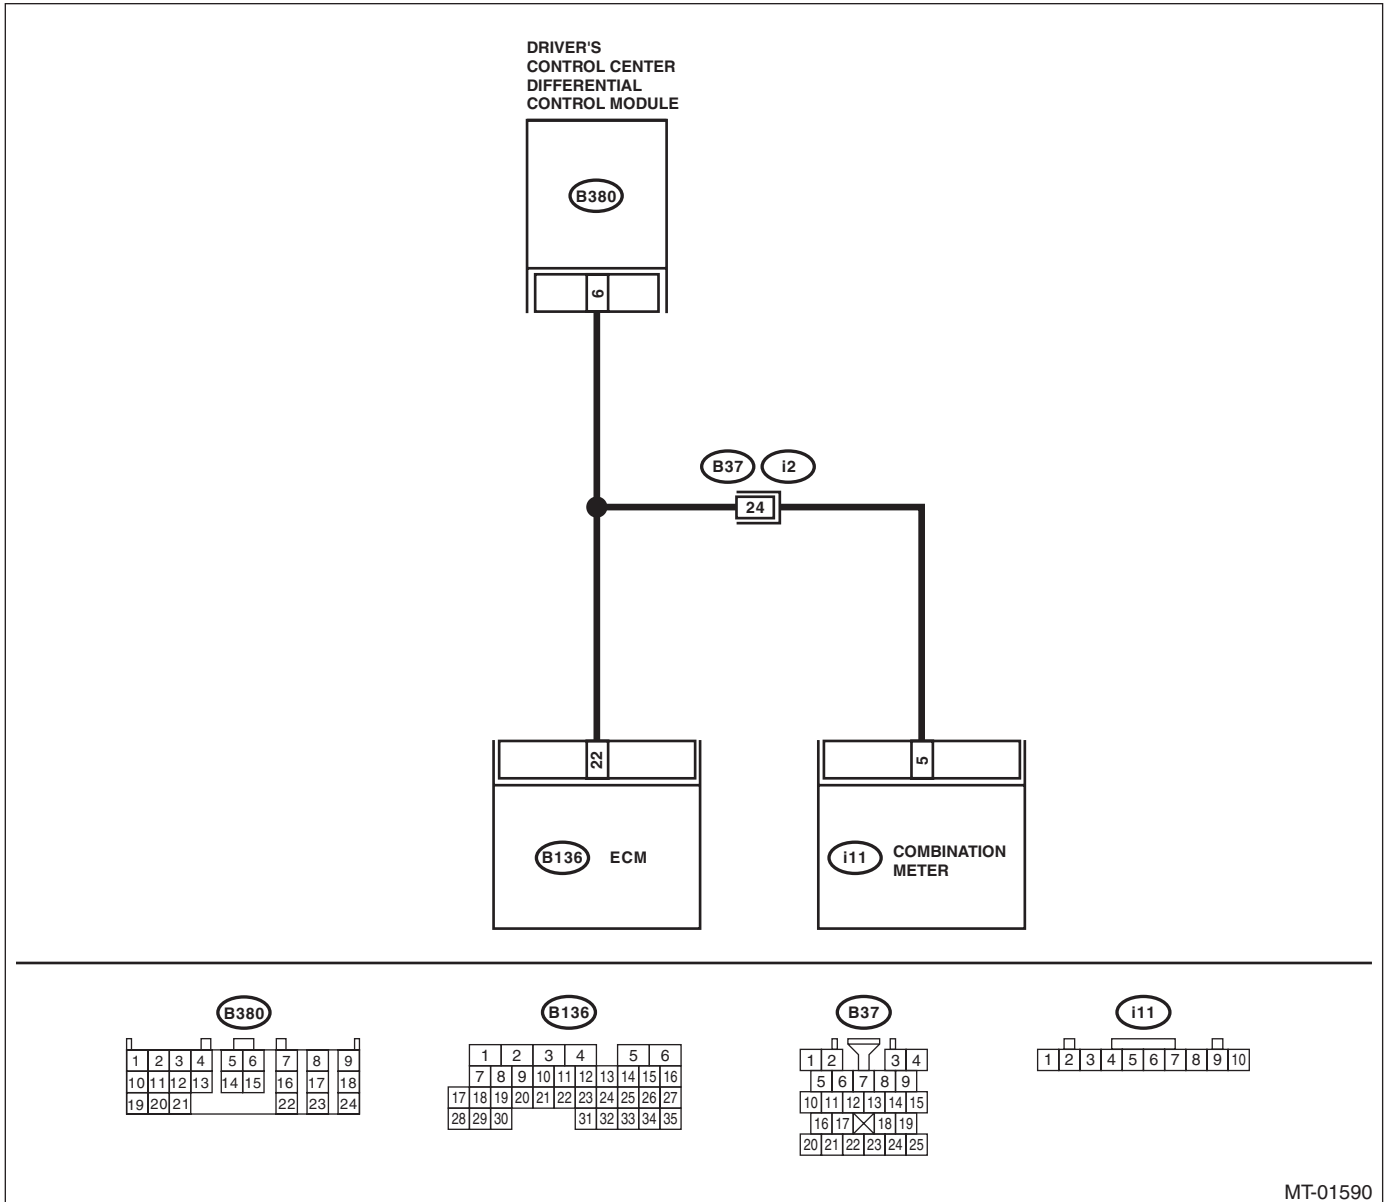 DRIVER'S
CONTROL CENTER
DIFFERENTIAL
CONTROL MODULE
B380
6
B37 i2
24
22
5
B136 ECM
i11 COMBINATION
METER
B380
1 2 3 4 5 6 7 8 9
10 11 12 13 14 15 16 17 18
19 20 21 22 23 24
B136
1 2 3 4 5 6
7 8 9 10 11 12 13 14 15 16
17 18 19 20 21 22 23 24 25 26 27
28 29 30 31 32 33 34 35
B37
1 2 3 4
5 6 7 8 9
10 11 12 13 14 15
16 17 18 19
20 21 22 23 24 25
i11
1 2 3 4 5 6 7 8 9 10
MT-01590